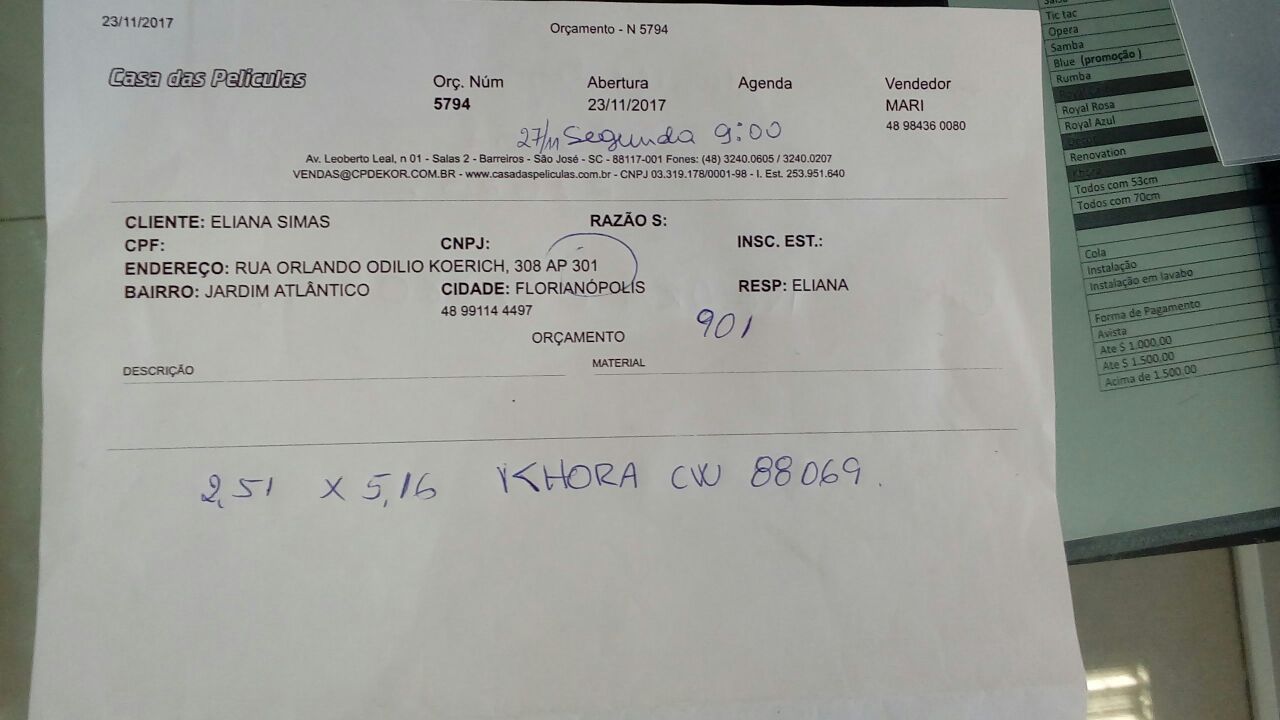 23/11/2017
Orçamento - N 5794
Casa das Películas
Orç. Núm Abertura Agenda Vendedor
5794 23/11/2017 MARI
48 98436 0080
27/11 Segunda 9:00
Av. Leoberto Leal, n 01 - Salas 2 - Barreiros - São José - SC - 88117-001 Fones: (48) 3240.0605 / 3240.0207
VENDAS@CPDEKOR.COM.BR - www.casadaspeliculas.com.br - CNPJ 03.319.178/0001-98 - I. Est. 253.951.640
CLIENTE: ELIANA SIMAS RAZÃO S:
CPF: CNPJ: INSC. EST.:
ENDEREÇO: RUA ORLANDO ODILIO KOERICH, 308 AP 301
BAIRRO: JARDIM ATLÂNTICO CIDADE: FLORIANÓPOLIS RESP: ELIANA
48 99114 4497
901
ORÇAMENTO
DESCRIÇÃO MATERIAL
2,51 x 5,16 KHORA CW 88069.
Tic tac
Opera
Samba
Blue (promoção )
Rumba
Royal Rosa
Royal Azul
Renovation
Khora
Todos com 53cm
Todos com 70cm
Cola
Instalação
Instalação em lavabo
Forma de Pagamento
Avista
Ate $ 1.000,00
Ate $ 1.500,00
Acima de 1.500,00